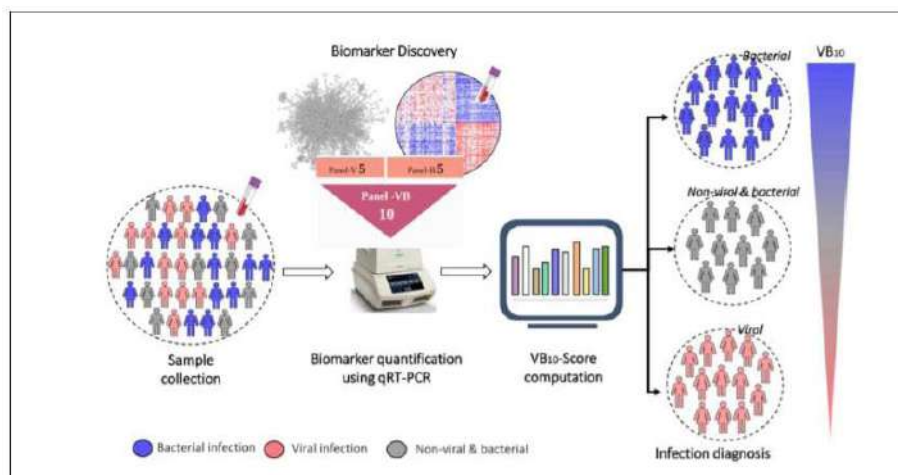 Biomarker Discovery
Panel-V 5
Panel-B 5
Panel -VB
10
Sample
collection
Biomarker quantification
using qRT-PCR
VB10-Score
computation
Bacterial
Non-viral & bacterial
Viral
VB10
Infection diagnosis
Bacterial infection
Viral infection
Non-viral & bacterial